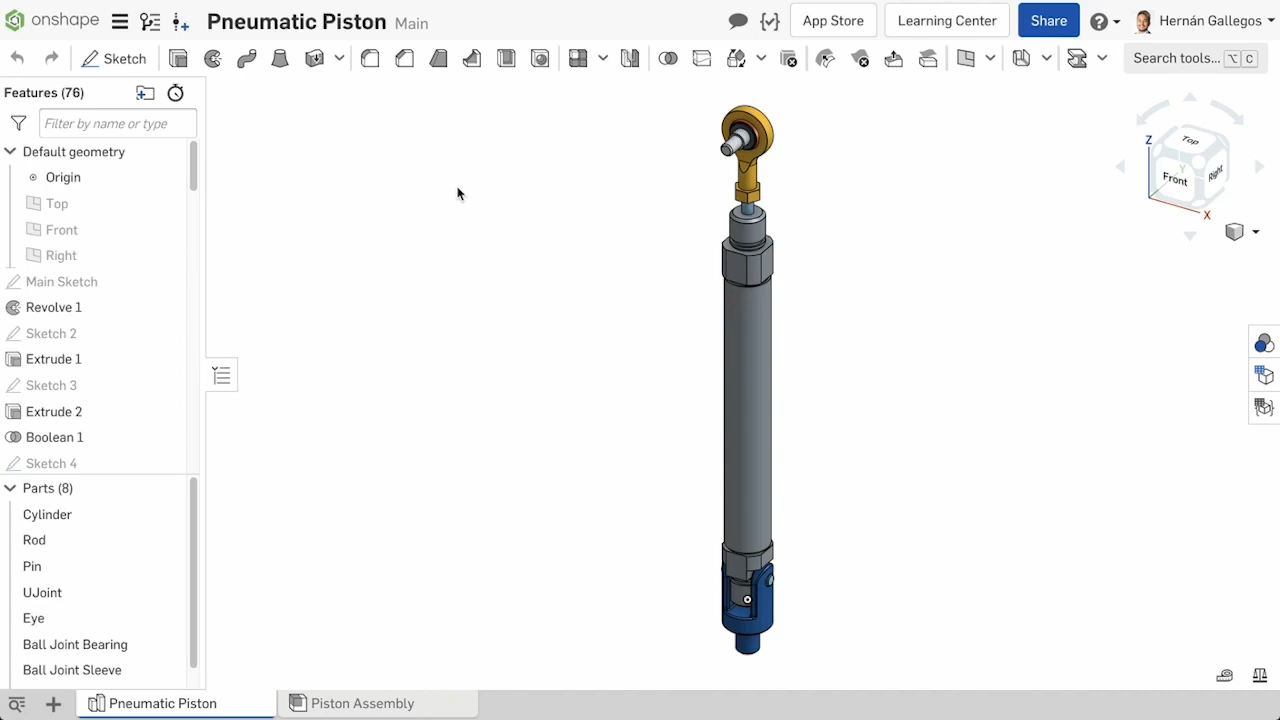 onshape
Pneumatic Piston Main
App Store
Learning Center
Share
Hernán Gallegos
Sketch
Search tools... ⌥ C
Features (76)
Filter by name or type
Default geometry
Origin
Top
Front
Right
Main Sketch
Revolve 1
Sketch 2
Extrude 1
Sketch 3
Extrude 2
Boolean 1
Sketch 4
Parts (8)
Cylinder
Rod
Pin
UJoint
Eye
Ball Joint Bearing
Ball Joint Sleeve
Z
Top
Y
Front
Right
X
Pneumatic Piston
Piston Assembly